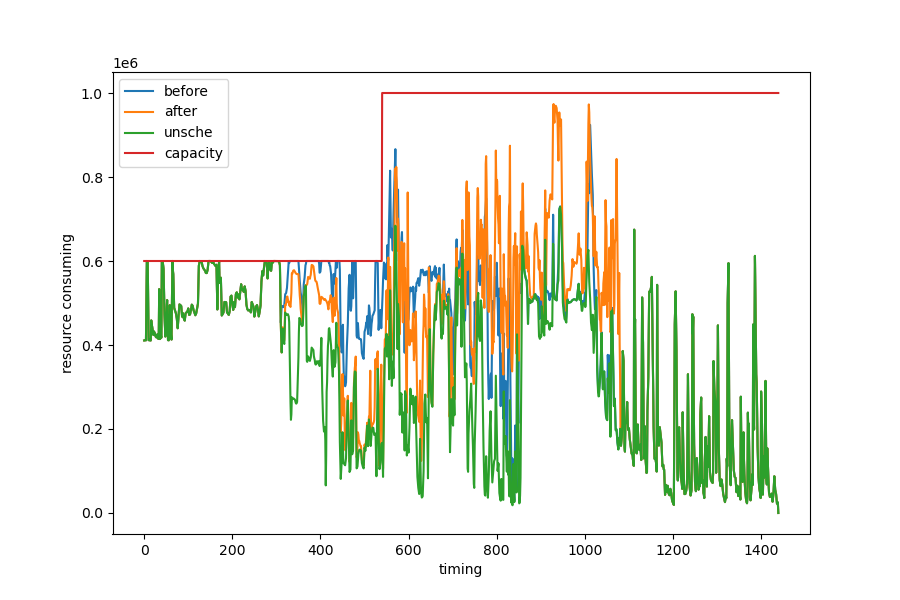 1e6
before
after
unsche
capacity
1.0
0.8
0.6
0.4
0.2
0.0
resource consuming
0 200 400 600 800 1000 1200 1400
timing